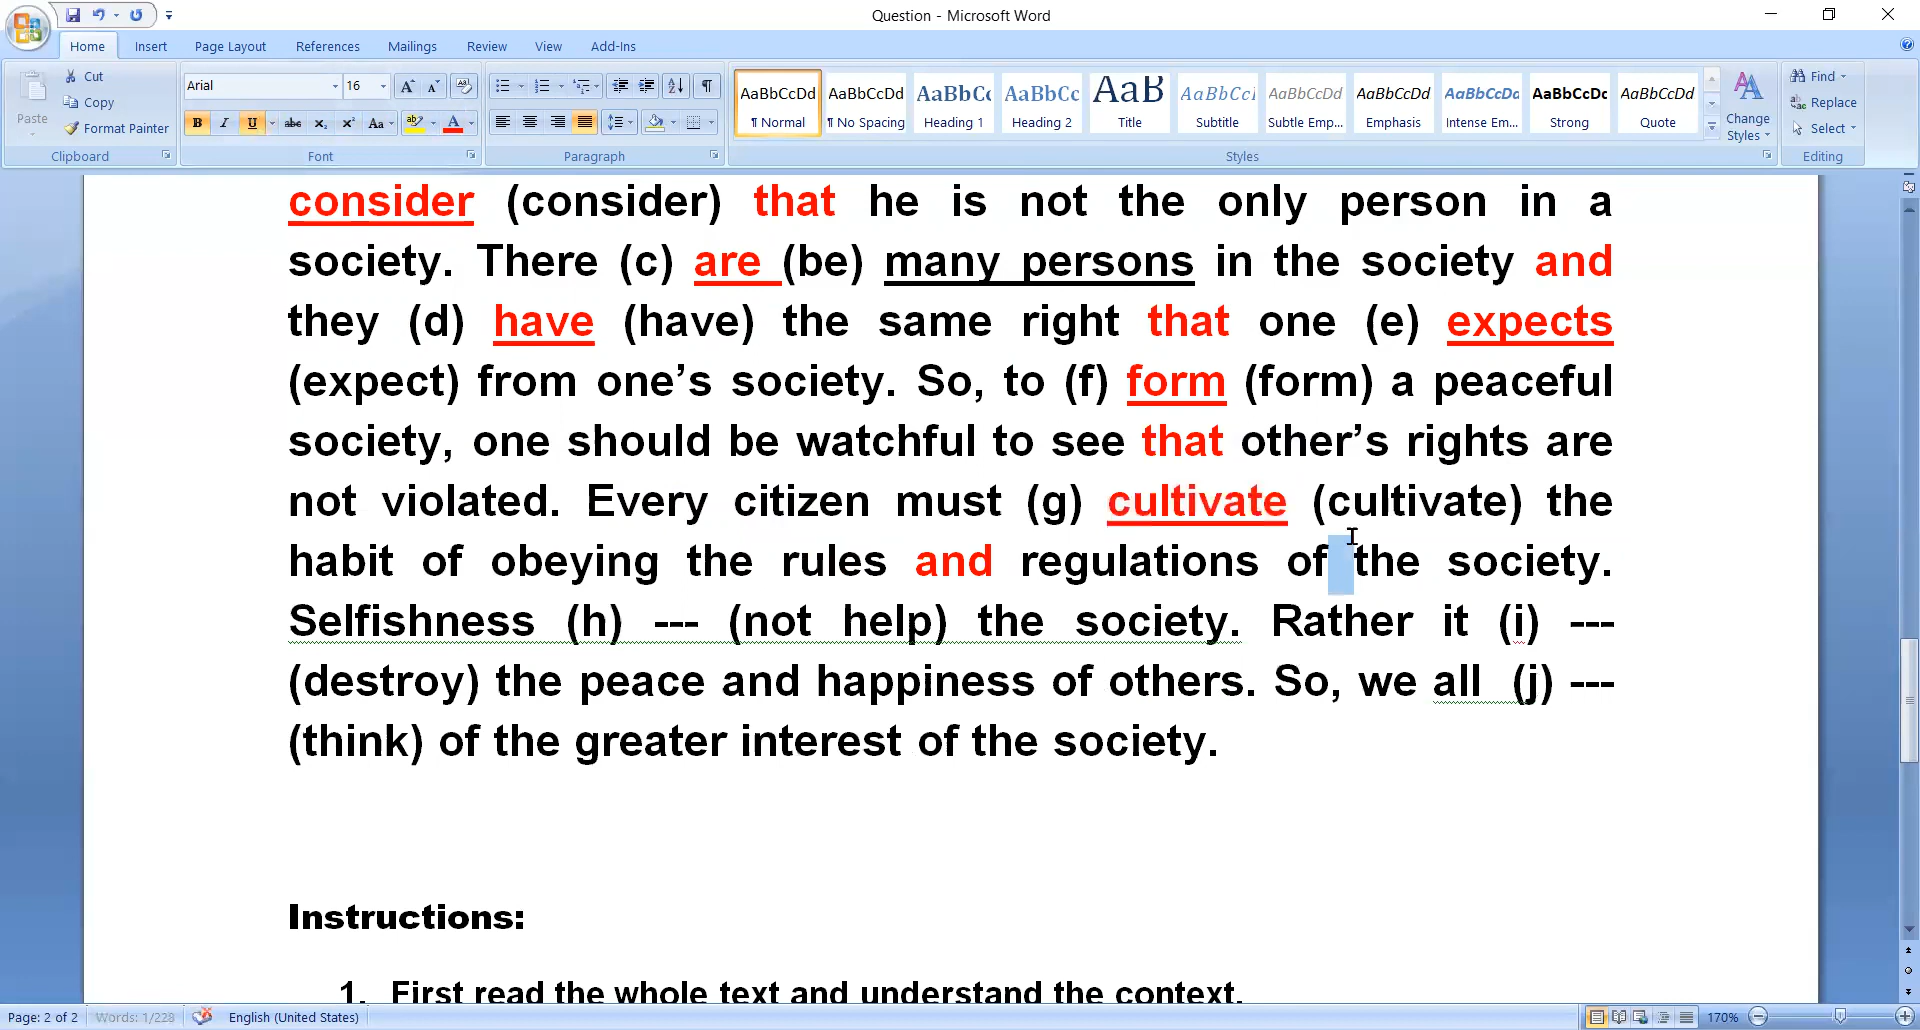 Question - Microsoft Word
Home Insert Page Layout References Mailings Review View Add-Ins
Cut
Copy
Format Painter
Paste
Clipboard
Arial 16
Font
Paragraph
AaBbCcDd AaBbCcDd AaBbCc AaBbCc AaB AaBbCcI AaBbCcDd AaBbCcDd AaBbCcDd AaBbCcDc AaBbCcDd
¶ Normal ¶ No Spacing Heading 1 Heading 2 Title Subtitle Subtle Emp... Emphasis Intense Em... Strong Quote
Change Styles
Styles
Find
Replace
Select
Editing
consider (consider) that he is not the only person in a
society. There (c) are (be) many persons in the society and
they (d) have (have) the same right that one (e) expects
(expect) from one’s society. So, to (f) form (form) a peaceful
society, one should be watchful to see that other’s rights are
not violated. Every citizen must (g) cultivate (cultivate) the
habit of obeying the rules and regulations of the society.
Selfishness (h) --- (not help) the society. Rather it (i) ---
(destroy) the peace and happiness of others. So, we all (j) ---
(think) of the greater interest of the society.
Instructions:
1. First read the whole text and understand the context.
Page: 2 of 2 Words: 1/228 English (United States) 170%